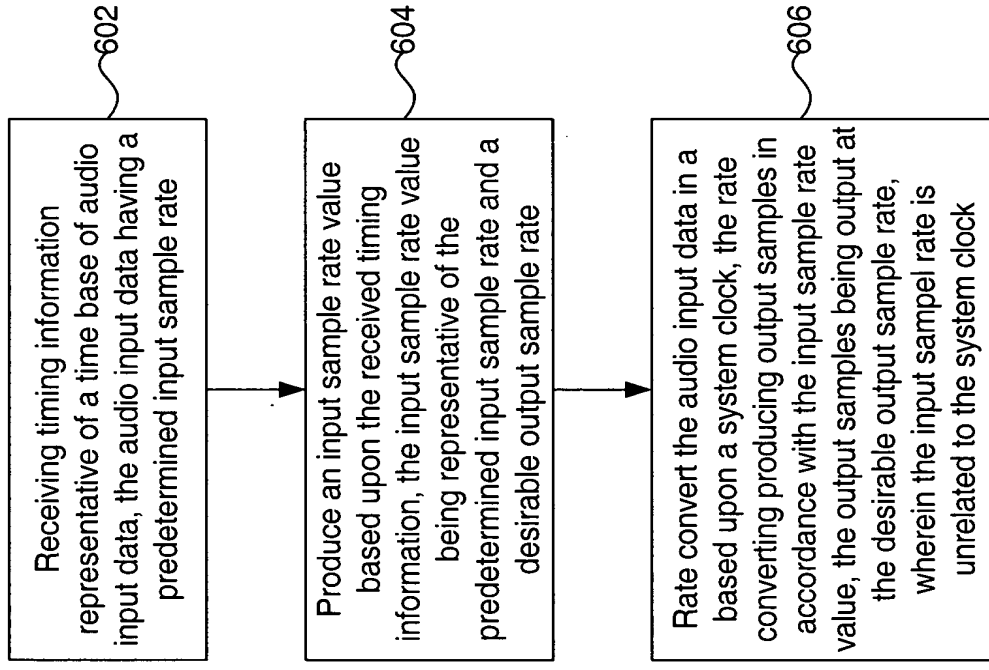 Receiving timing information
representative of a time base of audio
input data, the audio input data having a
predetermined input sample rate
602
Produce an input sample rate value
based upon the received timing
information, the input sample rate value
being representative of the
predetermined input sample rate and a
desirable output sample rate
604
Rate convert the audio input data in a
based upon a system clock, the rate
converting producing output samples in
accordance with the input sample rate
value, the output samples being output at
the desirable output sample rate,
wherein the input sampel rate is
unrelated to the system clock
606